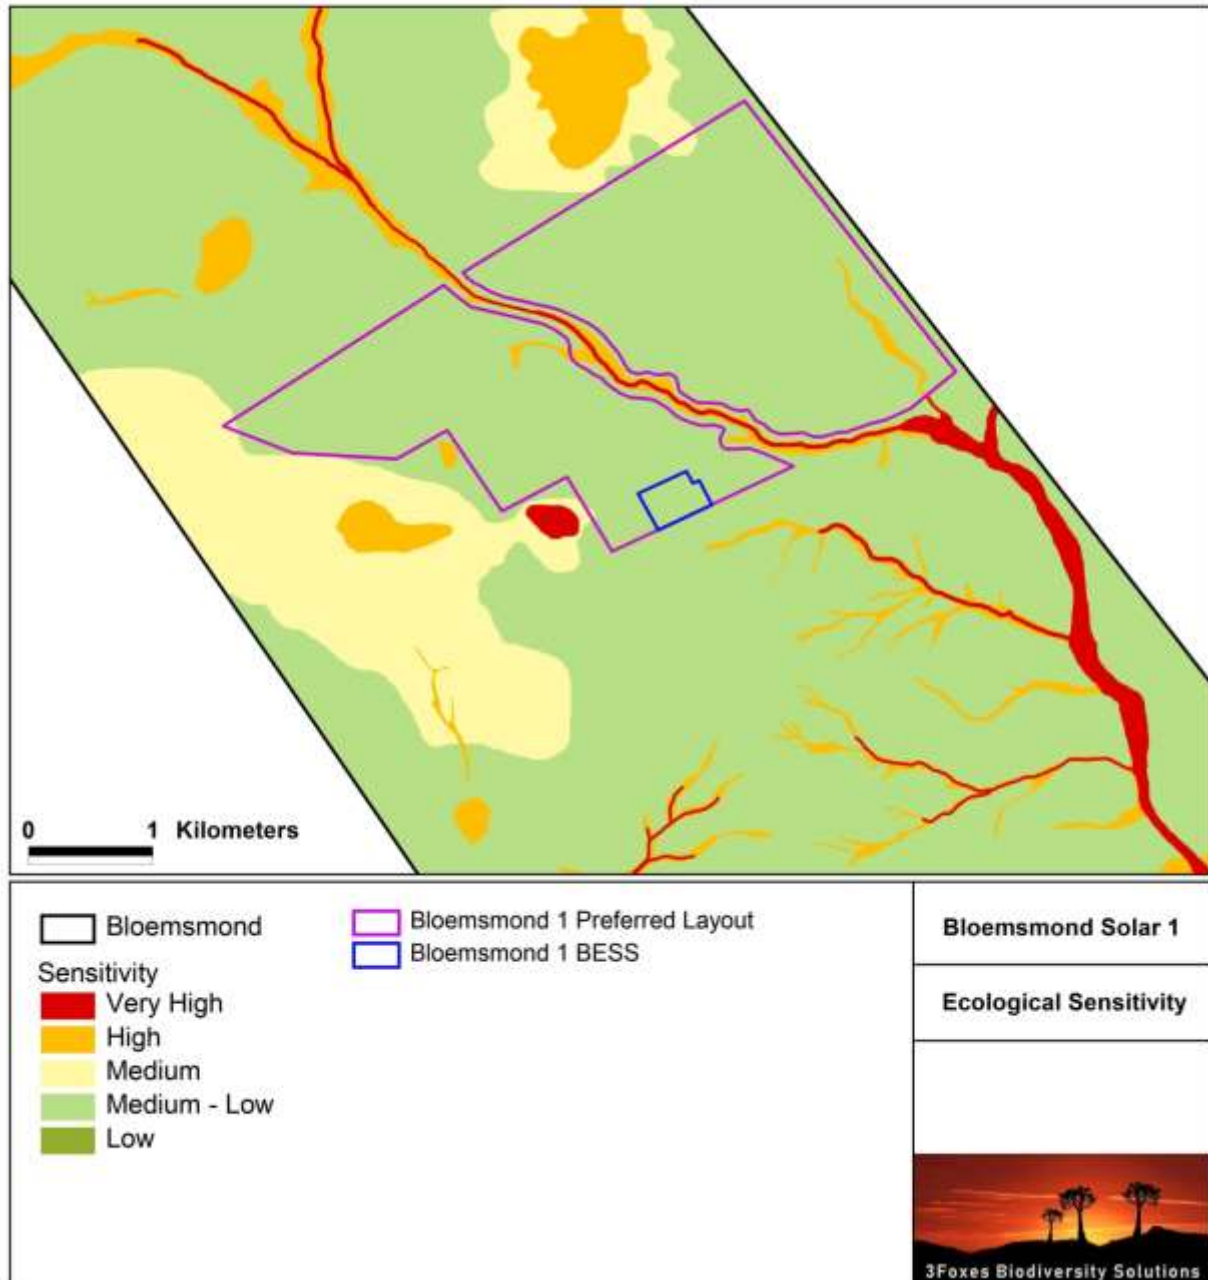 0 1 Kilometers
Bloemsmond
Sensitivity
Very High
High
Medium
Medium - Low
Low
Bloemsmond 1 Preferred Layout
Bloemsmond 1 BESS
Bloemsmond Solar 1
Ecological Sensitivity
3Foxes Biodiversity Solutions